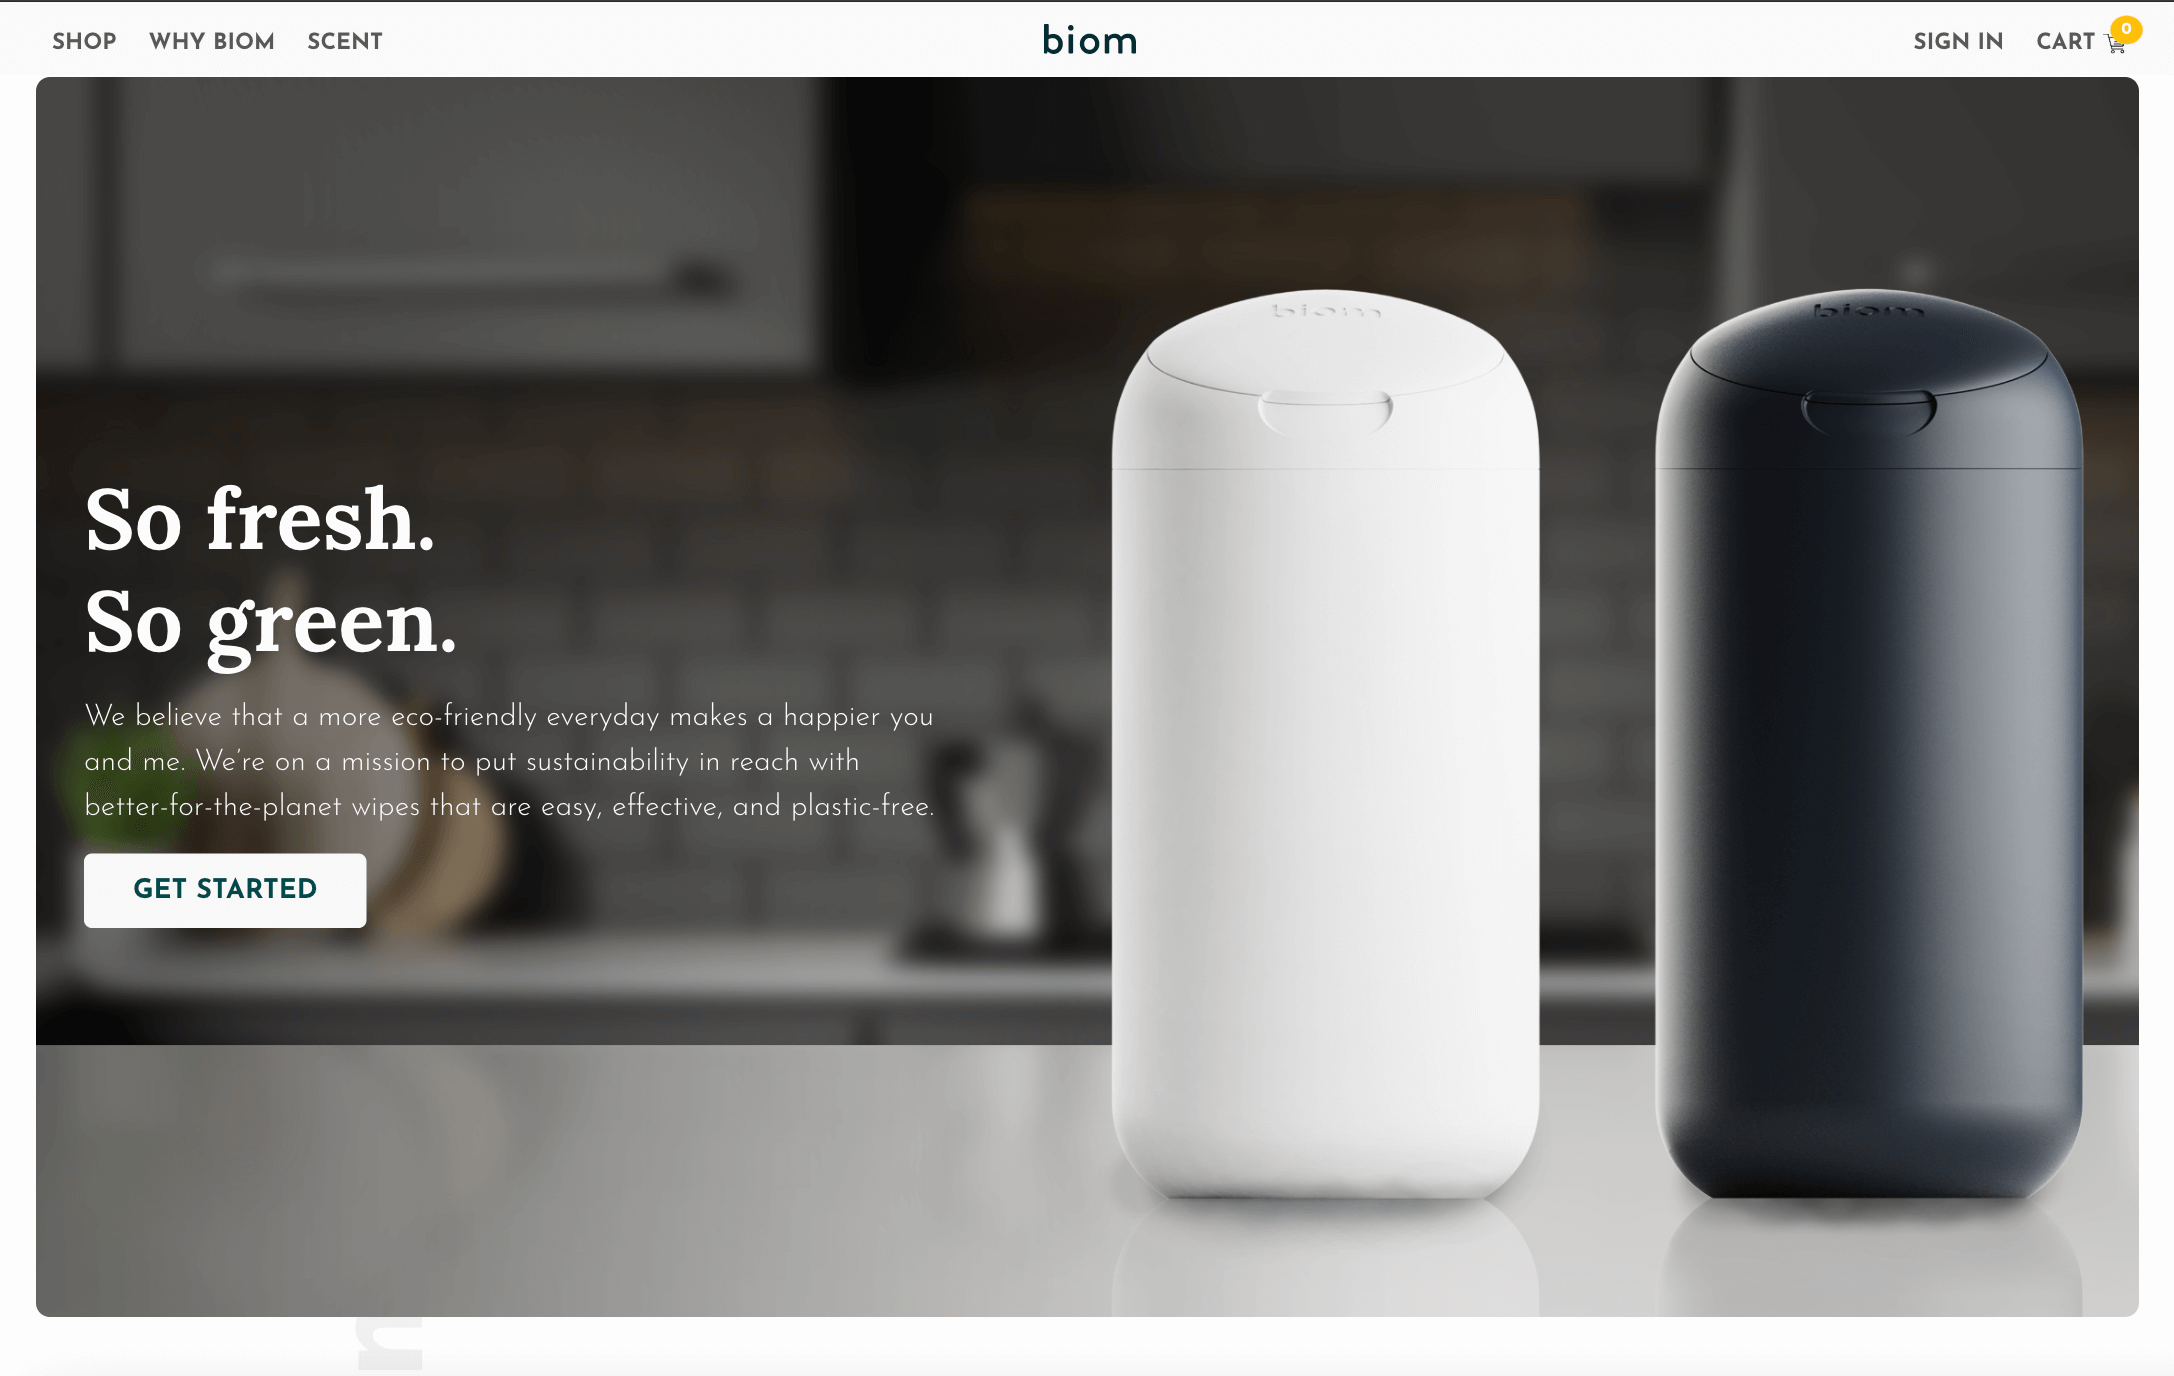 SHOP WHY BIOM SCENT biom SIGN IN CART 0
biom biom
So fresh.
So green.
We believe that a more eco-friendly everyday makes a happier you
and me. We're on a mission to put sustainability in reach with
better-for-the-planet wipes that are easy, effective, and plastic-free.
GET STARTED
n